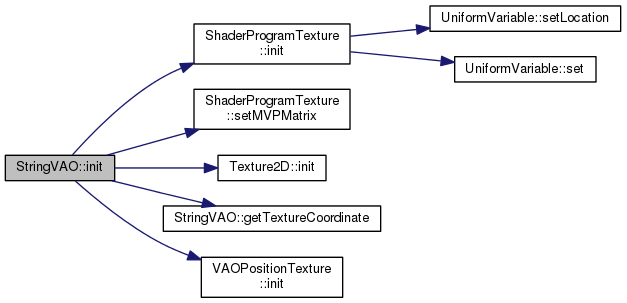 StringVAO::init
ShaderProgramTexture
::init
UniformVariable::setLocation
UniformVariable::set
ShaderProgramTexture
::setMVPMatrix
Texture2D::init
StringVAO::getTextureCoordinate
VAOPositionTexture
::init